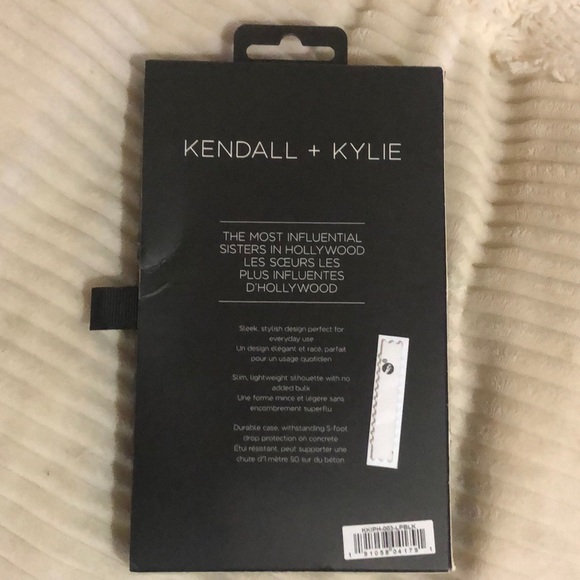 KENDALL + KYLIE
THE MOST INFLUENTIAL
SISTERS IN HOLLYWOOD
LES SŒURS LES
PLUS INFLUENTES
D'HOLLYWOOD
Sleek, stylish design perfect for
everyday use
Un design élégant et racé, parfait
pour un usage quotidien
Slim, lightweight silhouette with no
added bulk
Une forme mince et légère sans
encombrement superflu
Durable case, withstanding 5-foot
drop protection on concrete
Étui résistant, peut supporter une
chute d'1 mètre 50 sur du béton
KKIPH-003-LPBLK